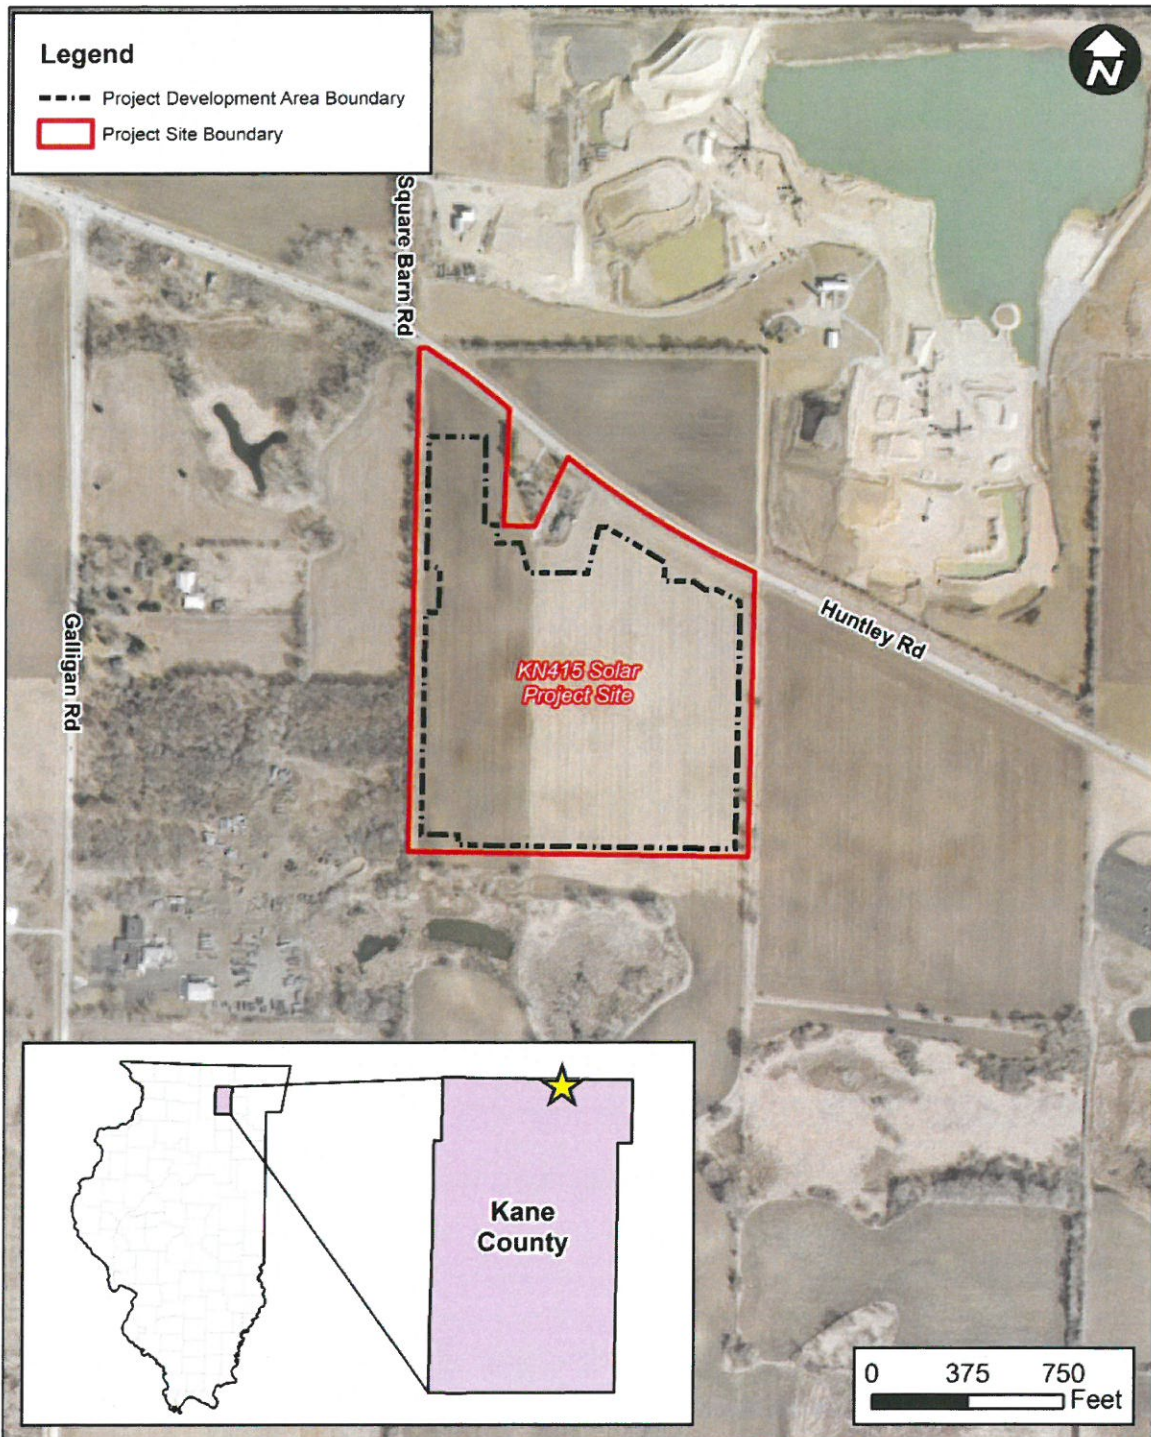 Legend
Project Development Area Boundary
Project Site Boundary
N
Square Barn Rd
Galligan Rd
Huntley Rd
KN415 Solar
Project Site
Kane
County
0 375 750
Feet